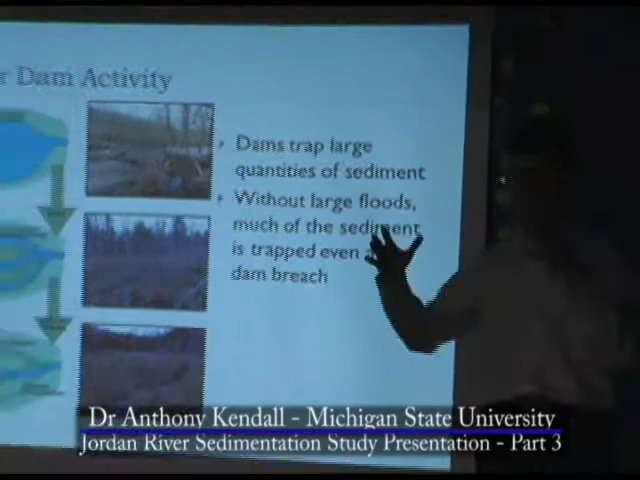 r Dam Activity
Dams trap large
quantities of sediment
Without large floods,
much of the sediment
is trapped even
dam breach
Dr Anthony Kendall - Michigan State University
Jordan River Sedimentation Study Presentation - Part 3